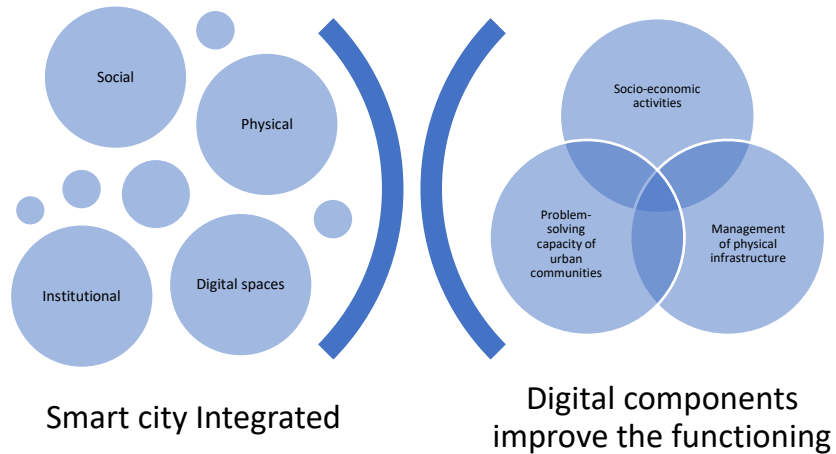 Social
Physical
Institutional
Digital spaces
Smart city Integrated
Socio-economic
activities
Problem-
solving
capacity of
urban
communities
Management
of physical
infrastructure
Digital components
improve the functioning